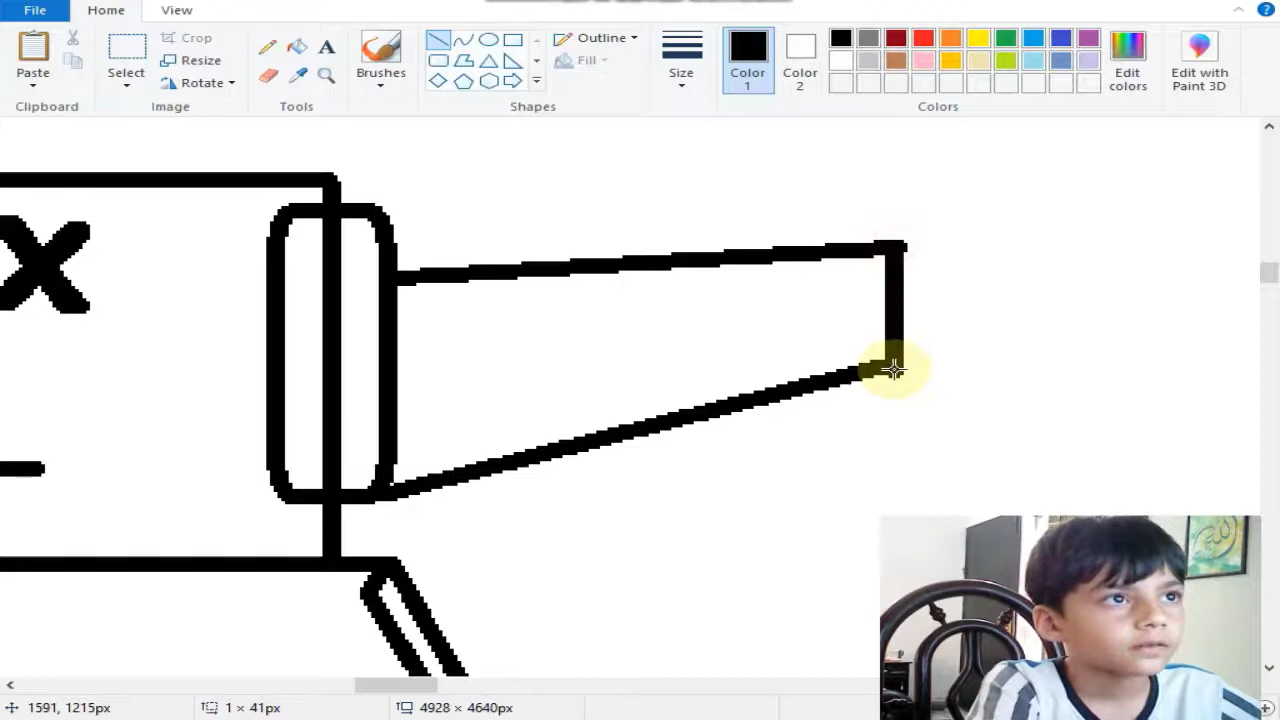 File Home View
Paste
Clipboard
Select
Crop
Resize
Rotate
Image
A
Tools
Brushes
Outline
Fill
Shapes
Size
Color
1
Color
2
Edit
colors
Colors
Edit with
Paint 3D
x
1591, 1215px 1 × 41px 4928 × 4640px